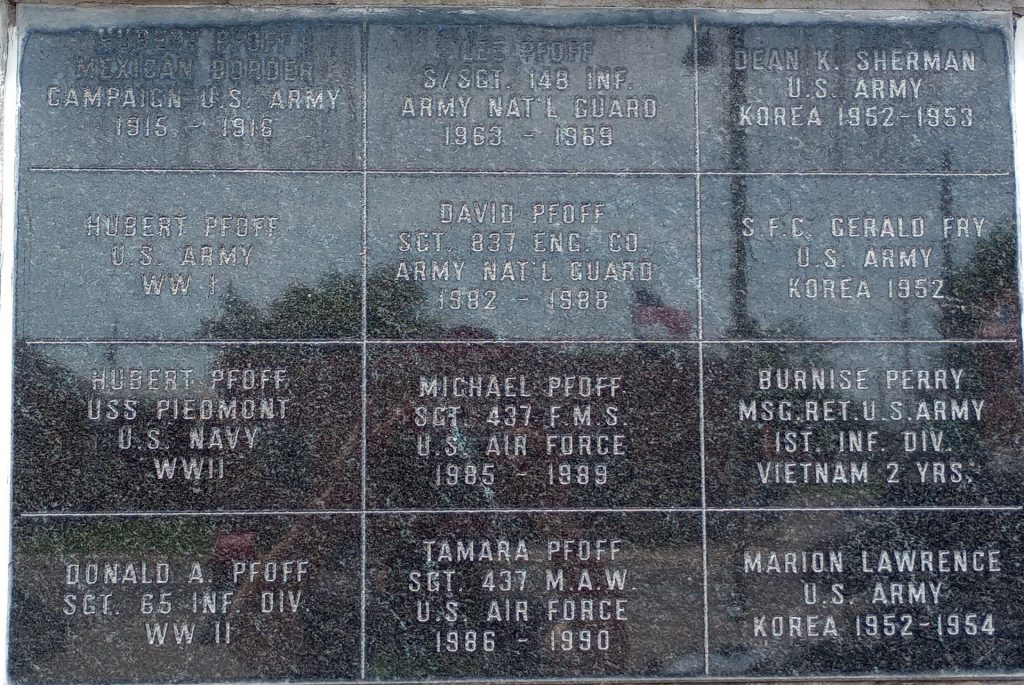 HUBERT PFOFF
MEXICAN BORDER
CAMPAIGN U.S. ARMY
1915 - 1916
HUBERT PFOFF
U.S. ARMY
WW I
HUBERT PFOFF
USS PIEDMONT
U.S. NAVY
WWII
DONALD A. PFOFF
SGT. 65 INF. DIV.
WW II
LEE PFOFF
S/SGT. 148 INF.
ARMY NAT'L GUARD
1963 - 1969
DAVID PFOFF
SGT. 837 ENG. CO.
ARMY NAT'L GUARD
1982 - 1988
MICHAEL PFOFF
SGT. 437 F.M.S.
U.S. AIR FORCE
1985 - 1989
TAMARA PFOFF
SGT. 437 M.A.W.
U.S. AIR FORCE
1986 - 1990
DEAN K. SHERMAN
U.S. ARMY
KOREA 1952-1953
S.F.C. GERALD FRY
U.S. ARMY
KOREA 1952
BURNISE PERRY
MSG.RET.U.S.ARMY
1ST. INF. DIV.
VIETNAM 2 YRS.
MARION LAWRENCE
U.S. ARMY
KOREA 1952-1954